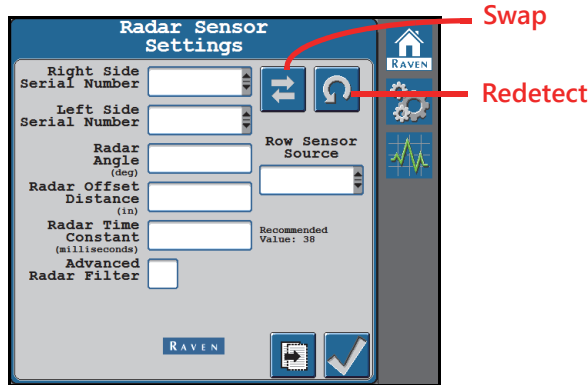 Radar Sensor
Settings
Swap
RAVEN
Right Side
Serial Number
Redetect
Left Side
Serial Number
Row Sensor
Source
Radar
Angle
(deg)
Radar Offset
Distance
(in)
Radar Time
Constant
(milliseconds)
Recommended
Value: 38
Advanced
Radar Filter
RAVEN